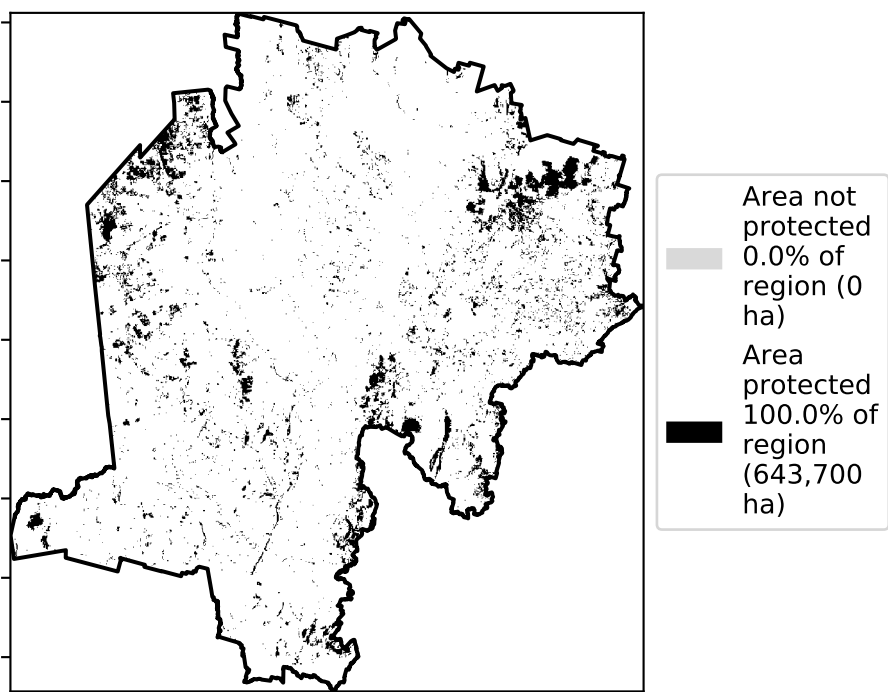 Area not
protected
0.0% of
region (0
ha)
Area
protected
100.0% of
region
(643,700
ha)